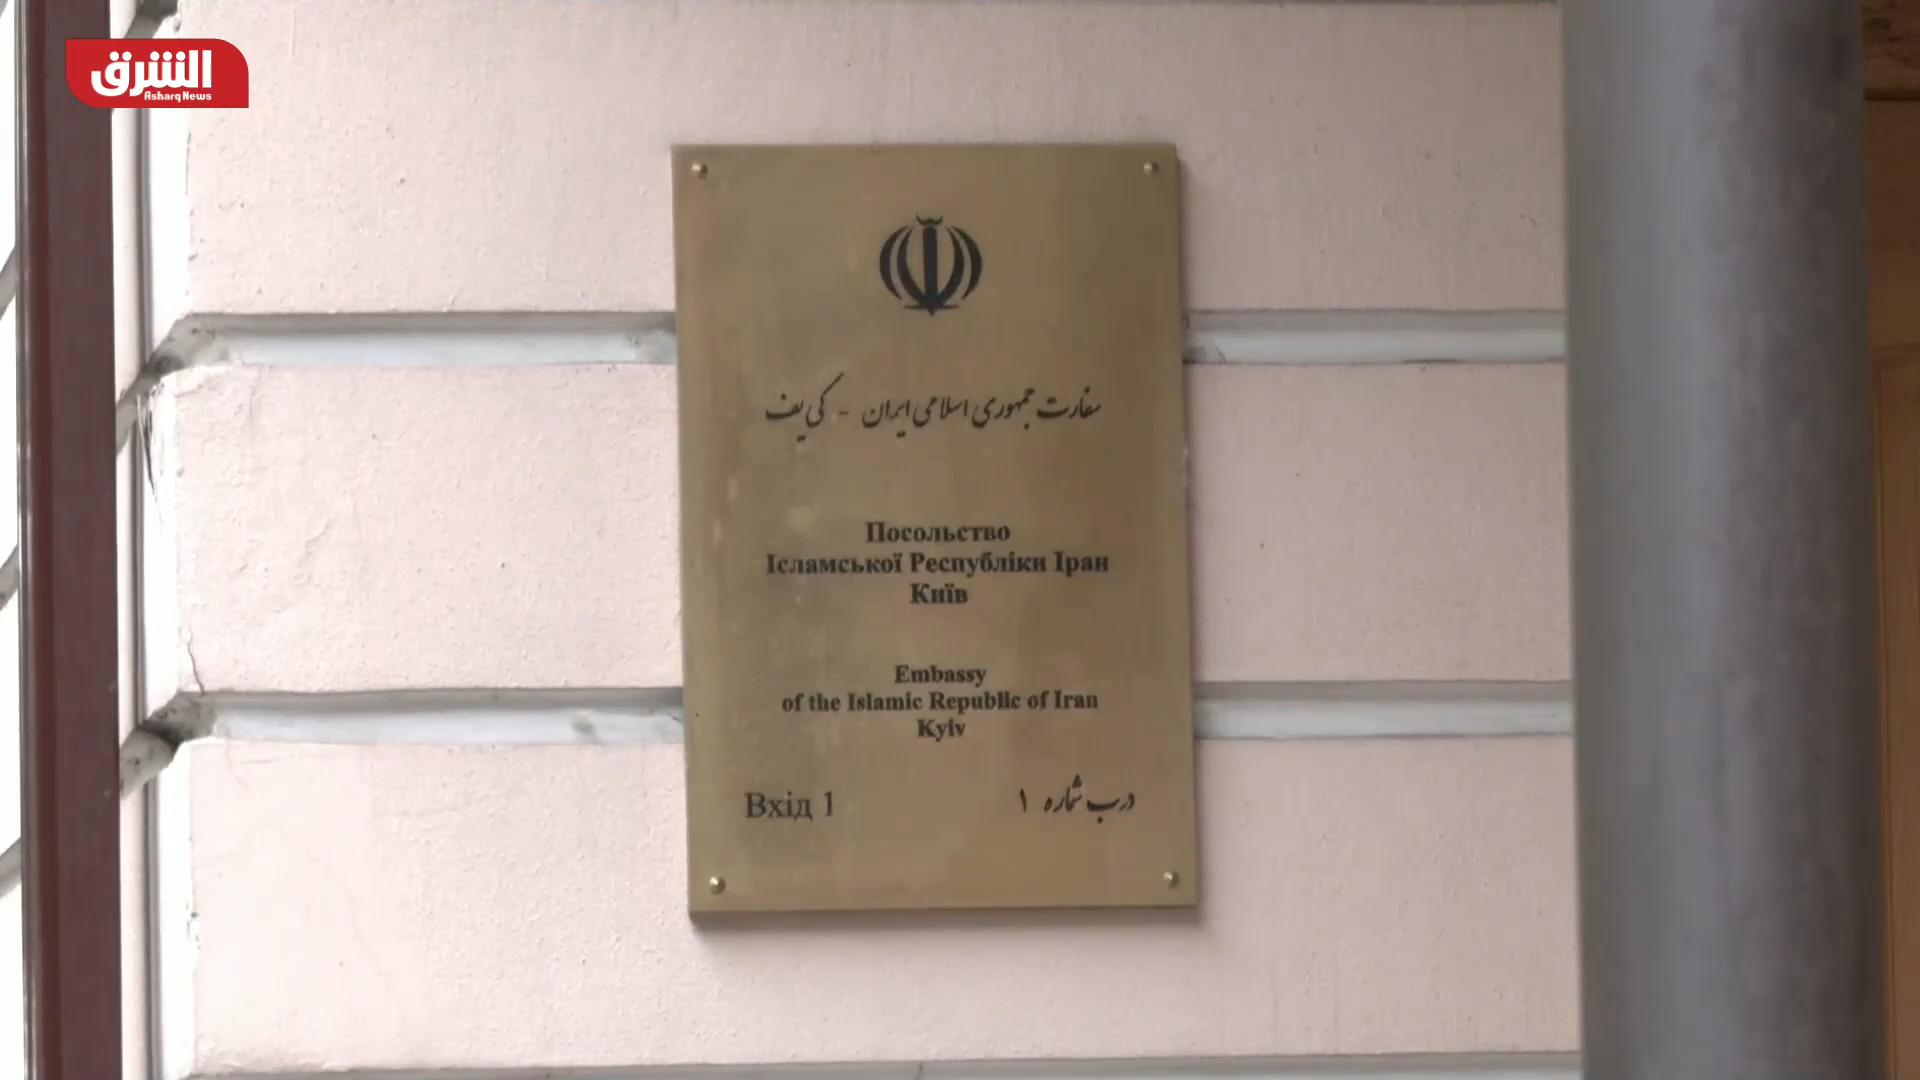 الشرق
Asharq News
سفارت جمهوری اسلامی ایران - کی یف
Посольство
Ісламської Республіки Іран
Київ
Embassy
of the Islamic Republic of Iran
Kyiv
Вхід 1
درب شماره ۱